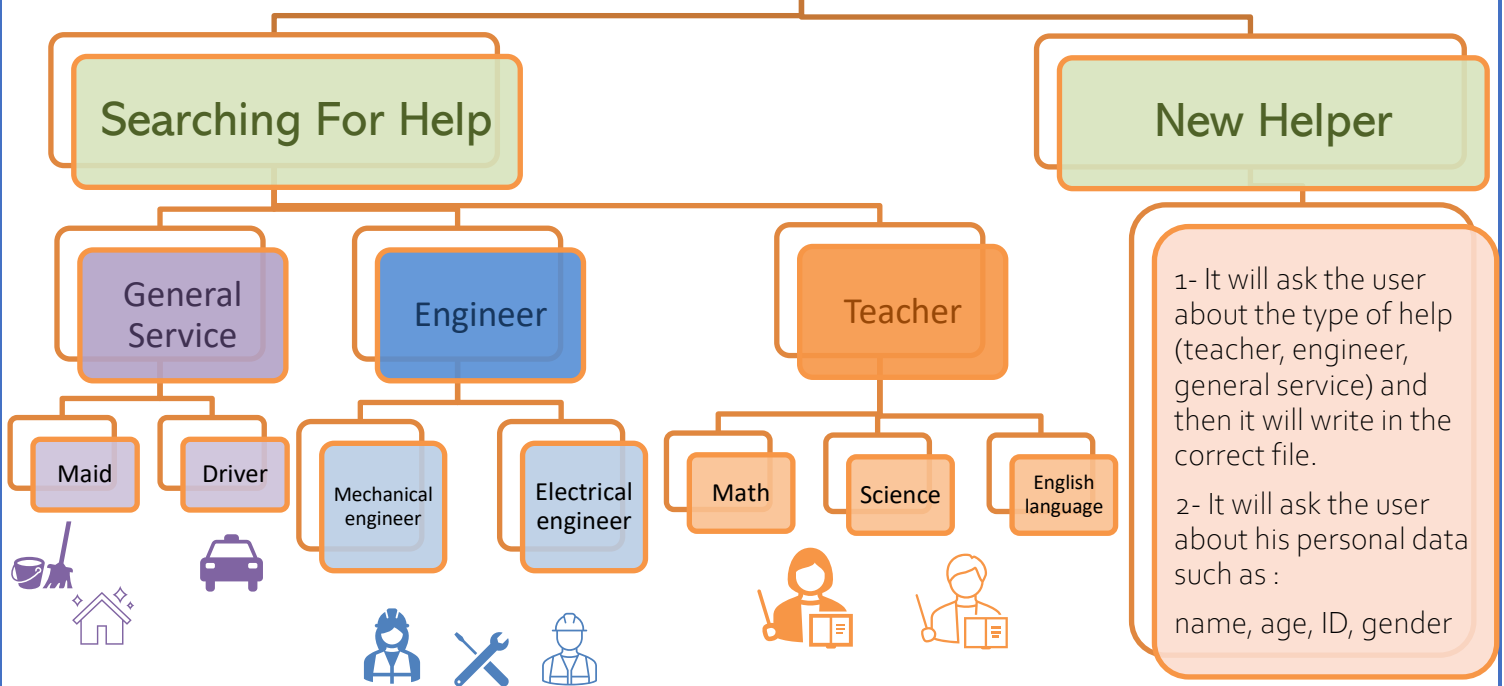 Searching For Help
New Helper
General
Service
Engineer
Teacher
Maid
Driver
Mechanical
engineer
Electrical
engineer
Math
Science
English
language
1- It will ask the user
about the type of help
(teacher, engineer,
general service) and
then it will write in the
correct file.
2- It will ask the user
about his personal data
such as :
name, age, ID, gender